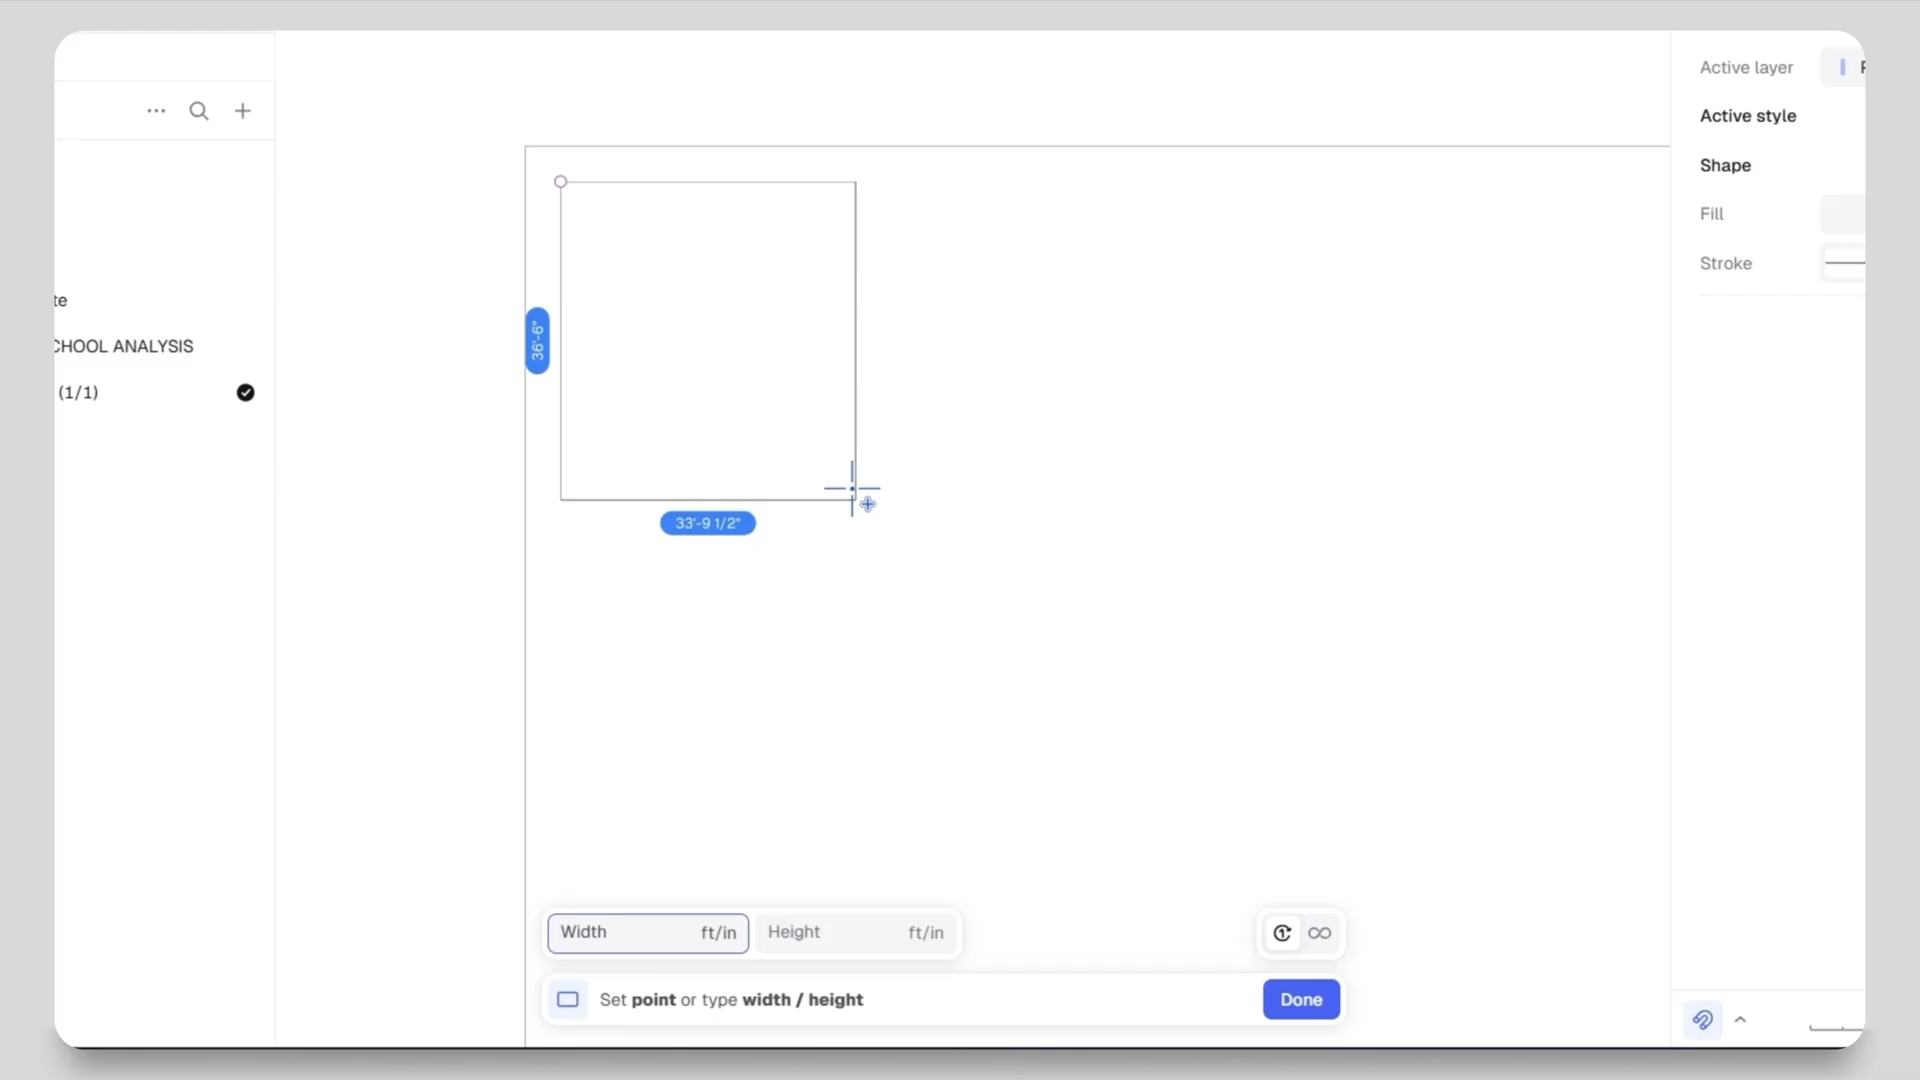 te
CHOOL ANALYSIS
(1/1)
36'-6"
33'-9 1/2"
Width ft/in Height ft/in
Set point or type width / height
Done
Active layer
Active style
Shape
Fill
Stroke